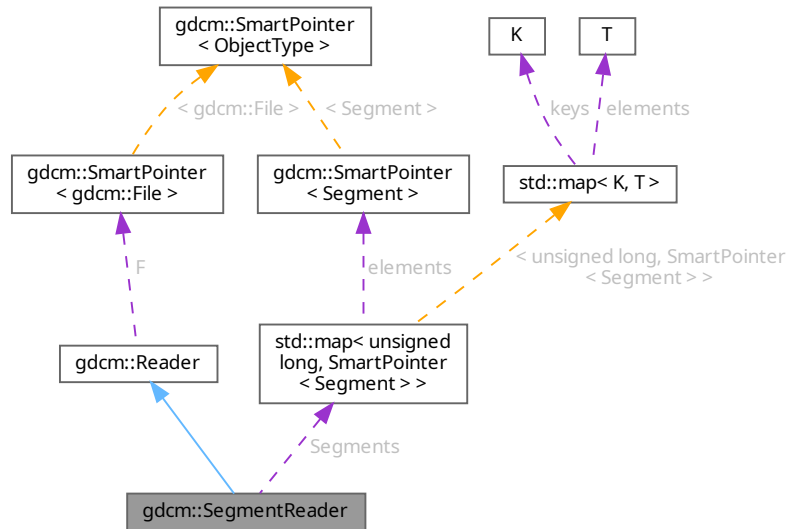 gdcm::SmartPointer
< ObjectType >
K
T
< gdcm::File >
< Segment >
keys
elements
gdcm::SmartPointer
< gdcm::File >
gdcm::SmartPointer
< Segment >
std::map< K, T >
F
elements
< unsigned long, SmartPointer
< Segment > >
gdcm::Reader
std::map< unsigned
long, SmartPointer
< Segment > >
Segments
gdcm::SegmentReader